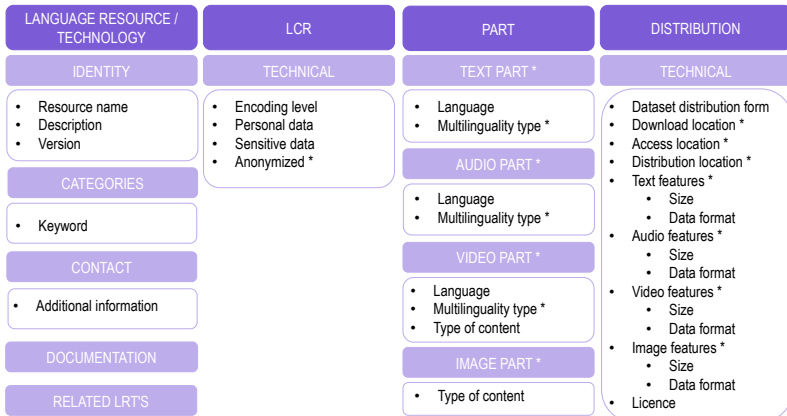 LANGUAGE RESOURCE /
TECHNOLOGY
IDENTITY
• Resource name
• Description
• Version
CATEGORIES
• Keyword
CONTACT
• Additional information
DOCUMENTATION
RELATED LRT'S
LCR
TECHNICAL
• Encoding level
• Personal data
• Sensitive data
• Anonymized *
PART
TEXT PART *
• Language
• Multilinguality type *
AUDIO PART *
• Language
• Multilinguality type *
VIDEO PART *
• Language
• Multilinguality type *
• Type of content
IMAGE PART *
• Type of content
DISTRIBUTION
TECHNICAL
• Dataset distribution form
• Download location *
• Access location *
• Distribution location *
• Text features *
• Size
• Data format
• Audio features *
• Size
• Data format
• Video features *
• Size
• Data format
• Image features *
• Size
• Data format
• Licence